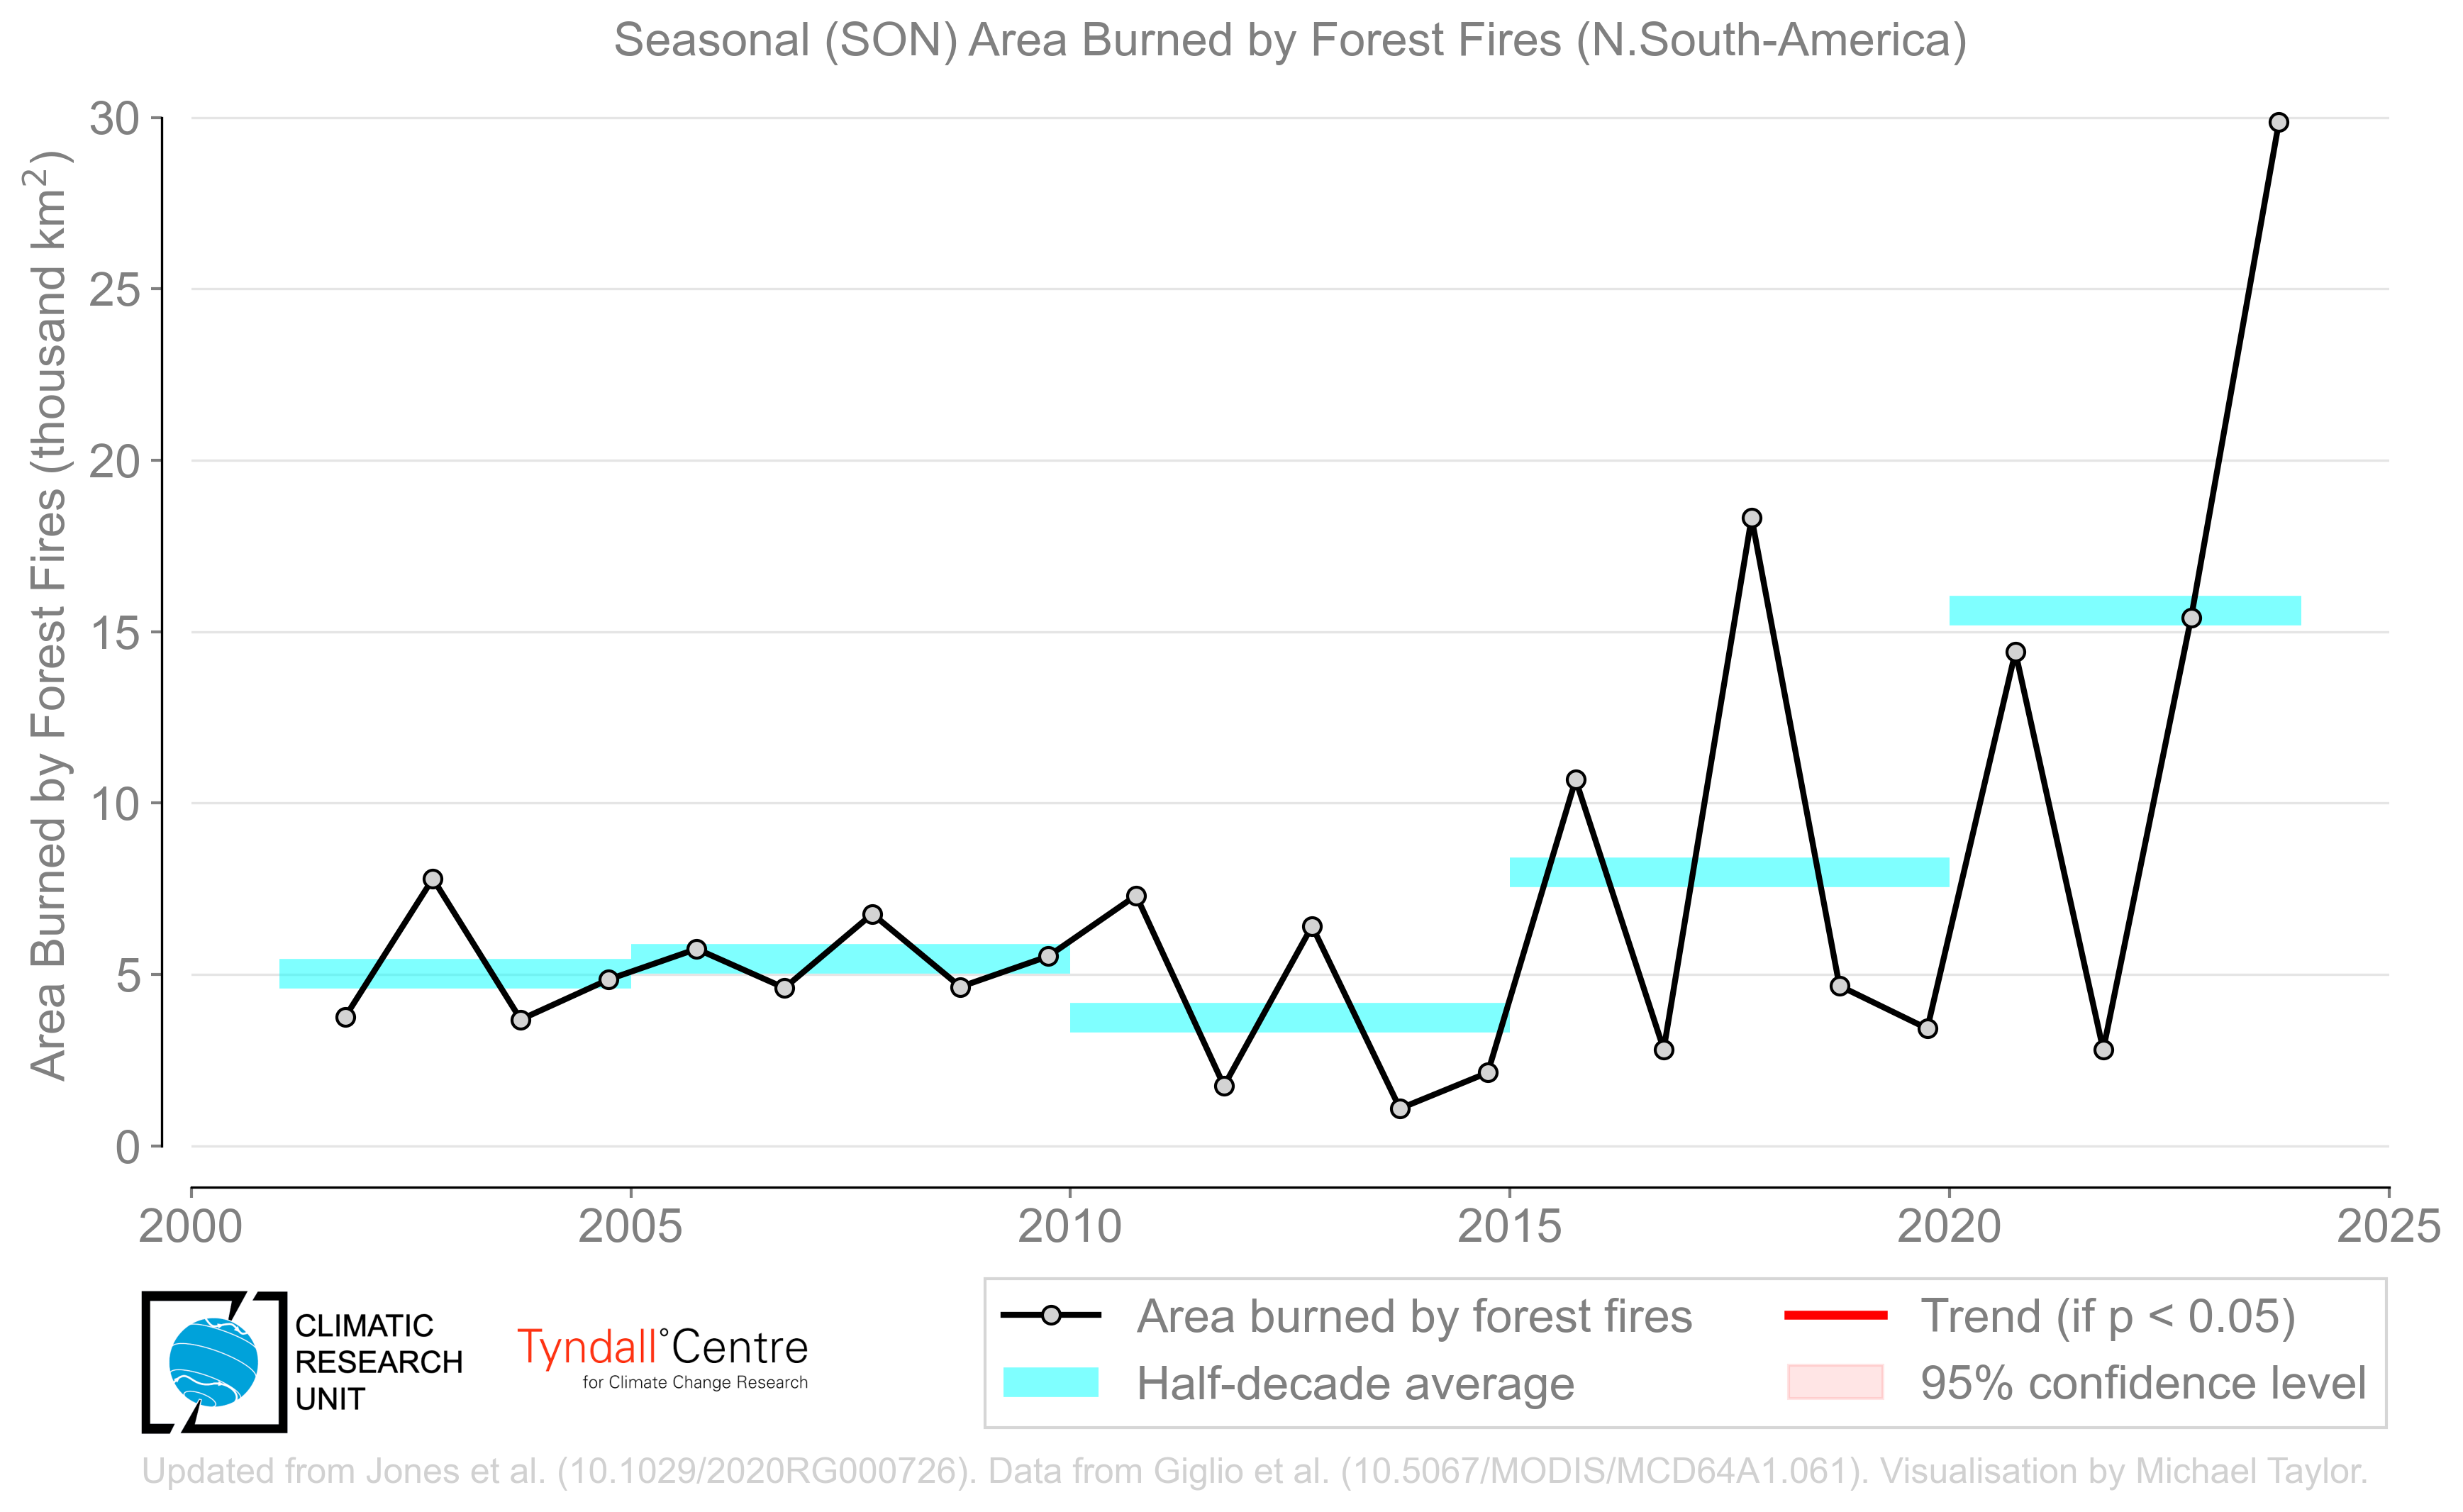 Seasonal (SON) Area Burned by Forest Fires (N.South-America)
Area Burned by Forest Fires (thousand km²)
30
25
20
15
10
5
0
2000 2005 2010 2015 2020 2025
CLIMATIC
RESEARCH
UNIT
Tyndall°Centre
for Climate Change Research
Area burned by forest fires
Half-decade average
Trend (if p < 0.05)
95% confidence level
Updated from Jones et al. (10.1029/2020RG000726). Data from Giglio et al. (10.5067/MODIS/MCD64A1.061). Visualisation by Michael Taylor.